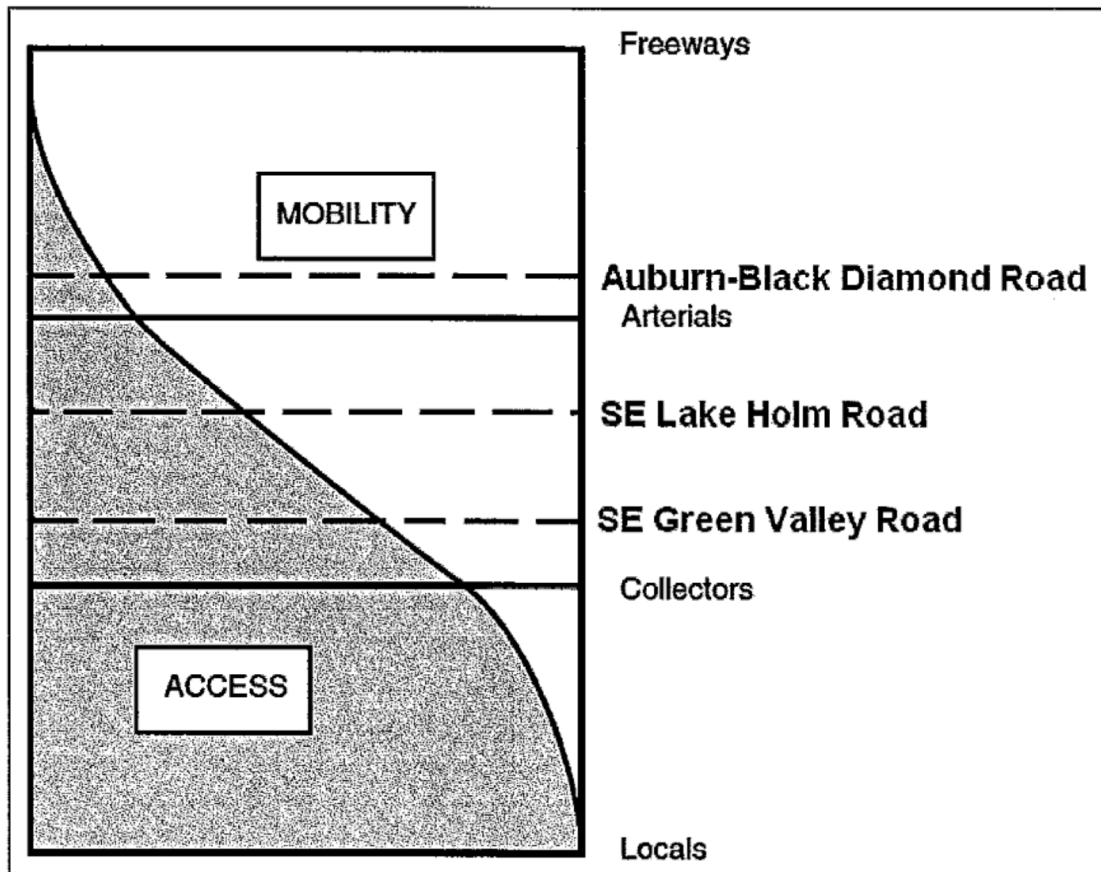 Freeways
MOBILITY
Auburn-Black Diamond Road
Arterials
SE Lake Holm Road
SE Green Valley Road
Collectors
ACCESS
Locals